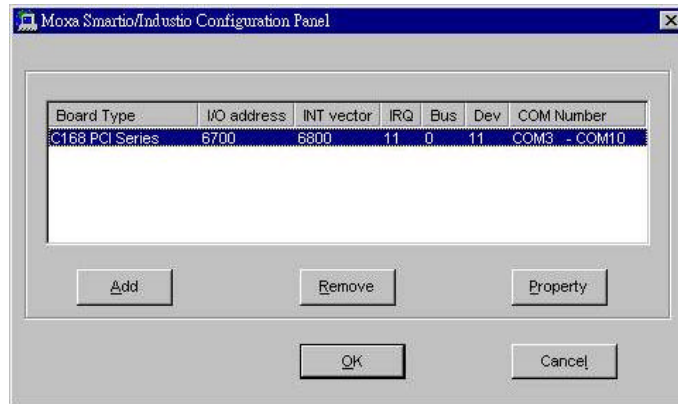 Moxa Smartio/Industio Configuration Panel
Board Type I/O address INT vector IRQ Bus Dev COM Number
C168 PCI Series 6700 6800 11 0 11 COM3 - COM10
Add Remove Property
OK Cancel